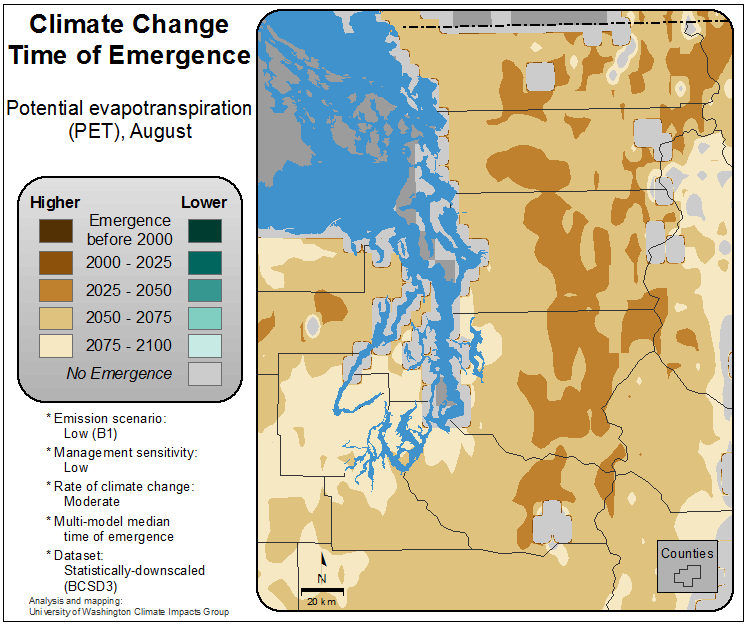 Climate Change
Time of Emergence
Potential evapotranspiration
(PET), August
Higher
Lower
Emergence
before 2000
2000 - 2025
2025 - 2050
2050 - 2075
2075 - 2100
No Emergence
* Emission scenario:
Low (B1)
* Management sensitivity:
Low
* Rate of climate change:
Moderate
* Multi-model median
time of emergence
* Dataset:
Statistically-downscaled
(BCSD3)
Analysis and mapping:
University of Washington Climate Impacts Group
N
20 km
Counties